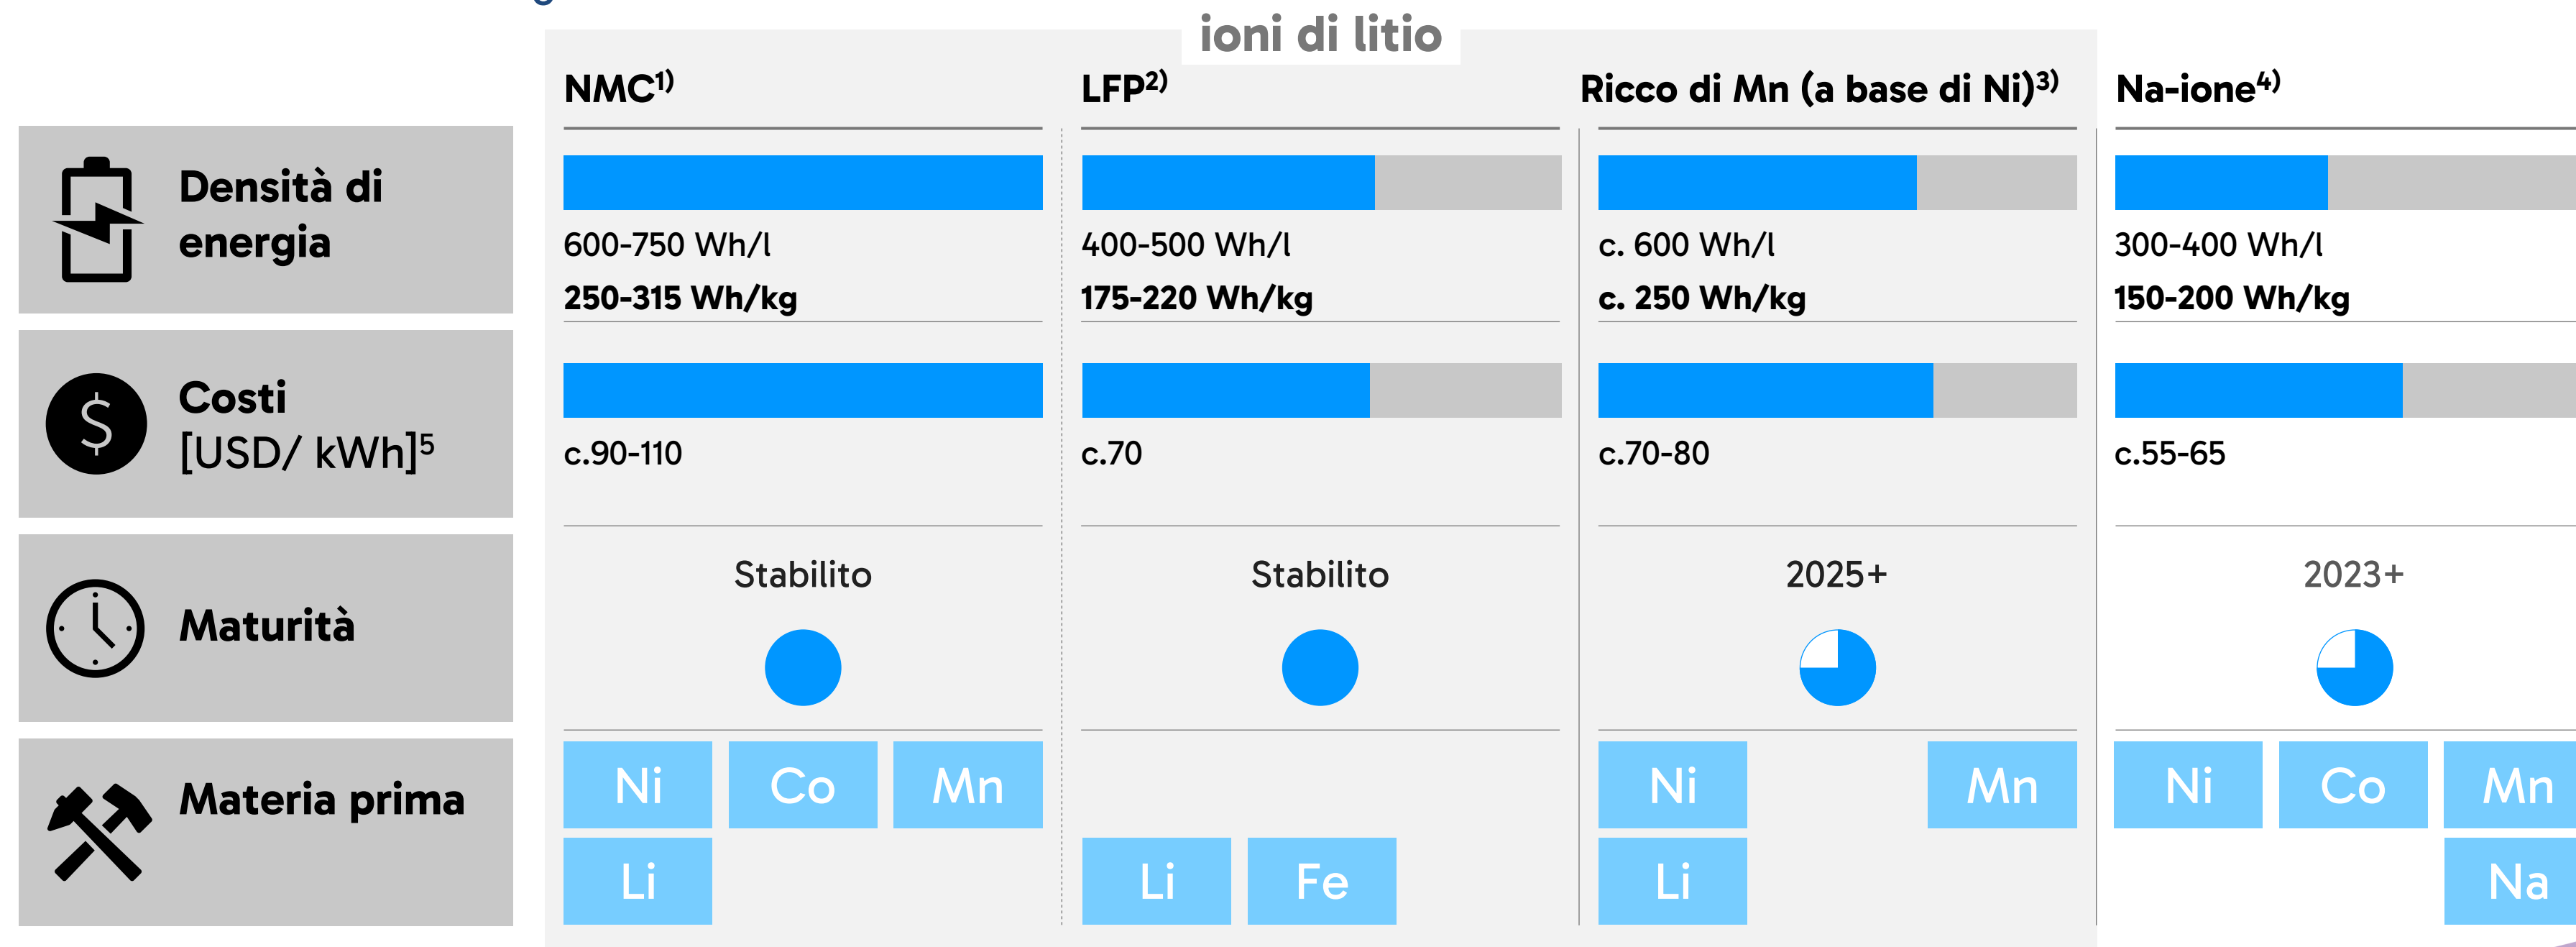 ioni di litio
NMC¹⁾
LFP²⁾
Ricco di Mn (a base di Ni)³⁾
Na-ione⁴⁾
Densità di
energia
600-750 Wh/l
250-315 Wh/kg
400-500 Wh/l
175-220 Wh/kg
c. 600 Wh/l
c. 250 Wh/kg
300-400 Wh/l
150-200 Wh/kg
$
Costi
[USD/ kWh]⁵
c.90-110
c.70
c.70-80
c.55-65
Maturità
Stabilito
Stabilito
2025+
2023+
Materia prima
Ni
Co
Mn
Li
Li
Fe
Ni
Mn
Li
Ni
Co
Mn
Na